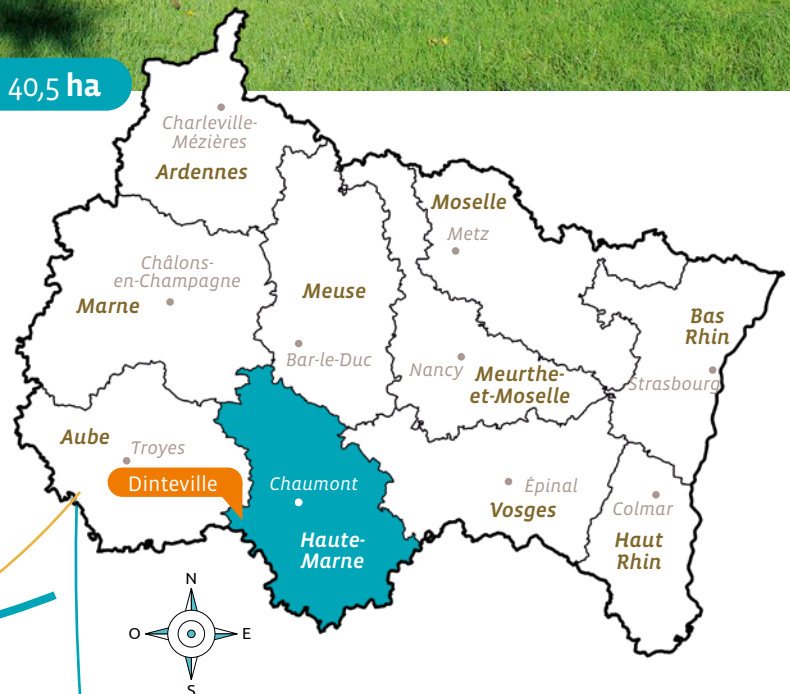 40,5 ha
Charleville-
Mézières
Ardennes
Moselle
Metz
Châlons-
en-Champagne
Marne
Meuse
Bas
Rhin
Bar-le-Duc
Nancy
Meurthe-
et-Moselle
Strasbourg
Aube
Troyes
Dinteville
Chaumont
Épinal
Vosges
Colmar
Haute-
Marne
Haut
Rhin
N
O
E
S